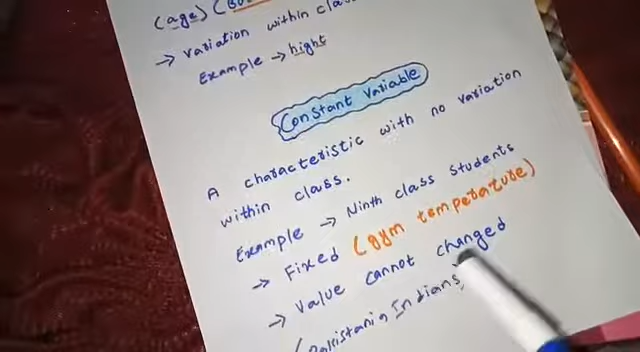 (age) (
→ variation within class
Example → hight
Constant Variable
A characteristic with no variation
within class.
Example → Ninth class students
→ Fixed (gym temperature)
→ Value cannot changed
(Pakistani, Indians)